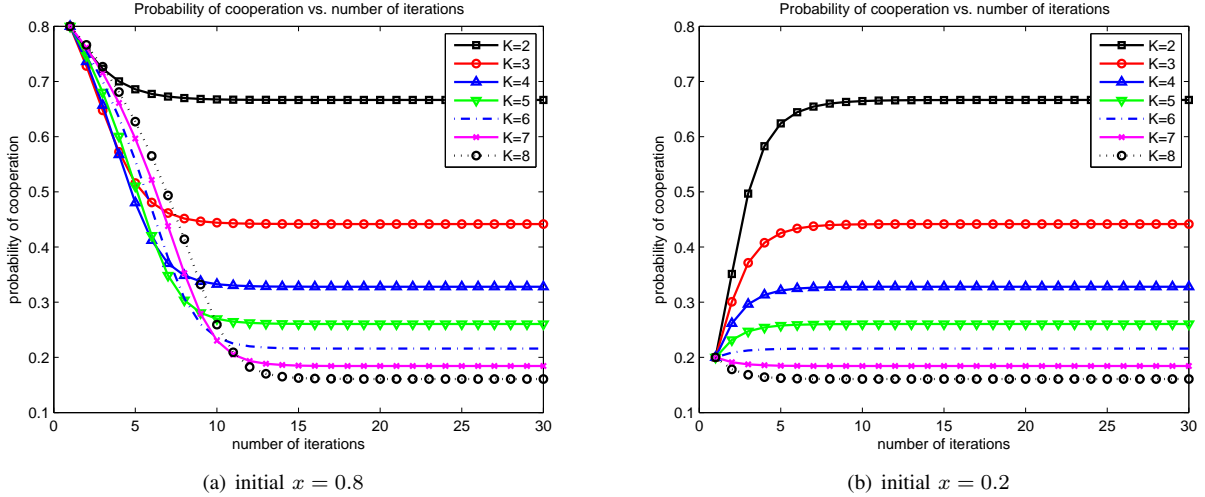 Probability of cooperation vs. number of iterations
0.8
0.7
0.6
0.5
0.4
0.3
0.2
0.1
probability of cooperation
K=2
K=3
K=4
K=5
K=6
K=7
K=8
0 5 10 15 20 25 30
number of iterations
(a) initial x = 0.8
Probability of cooperation vs. number of iterations
0.8
0.7
0.6
0.5
0.4
0.3
0.2
0.1
probability of cooperation
K=2
K=3
K=4
K=5
K=6
K=7
K=8
0 5 10 15 20 25 30
number of iterations
(b) initial x = 0.2